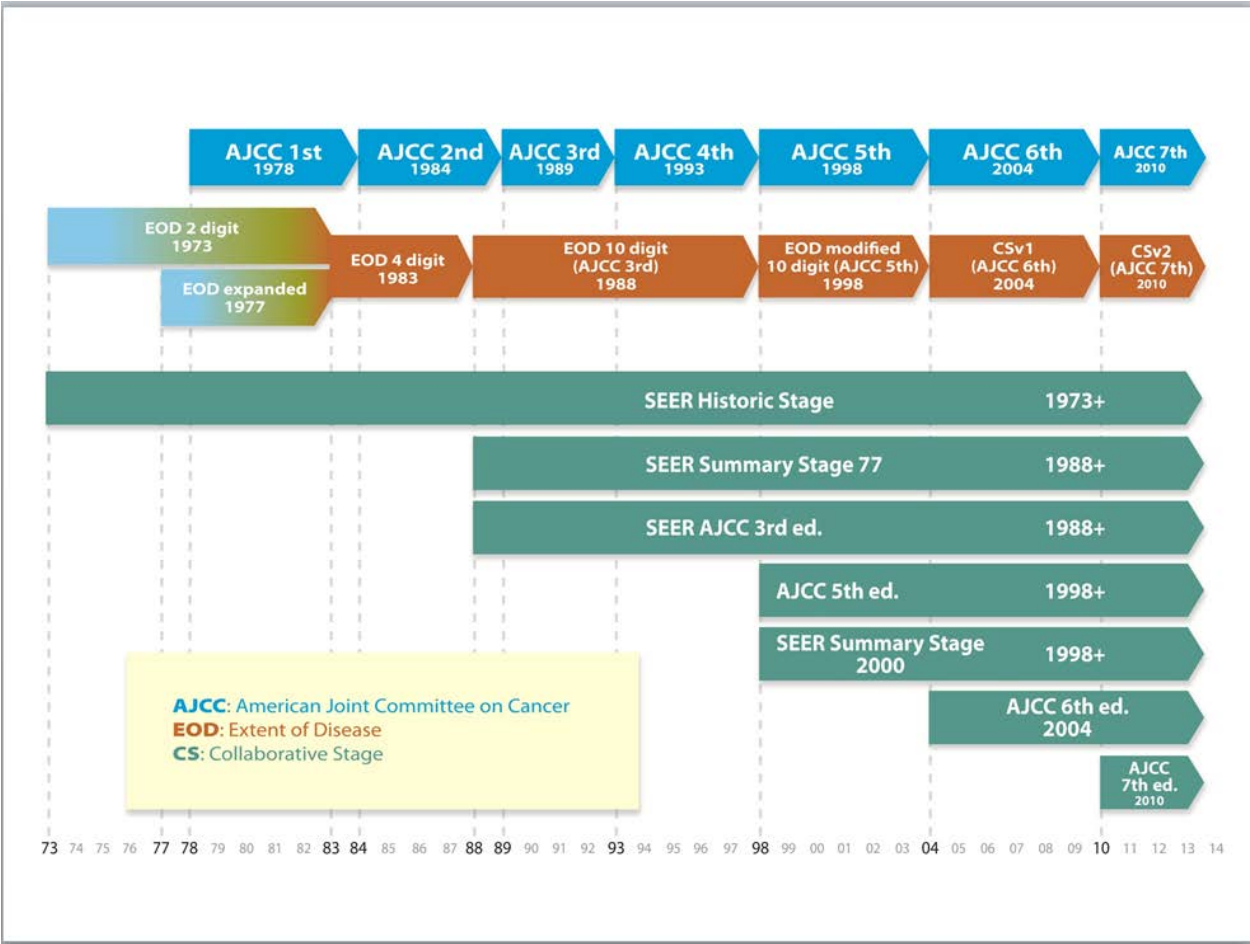 AJCC 1st
1978
AJCC 2nd
1984
AJCC 3rd
1989
AJCC 4th
1993
AJCC 5th
1998
AJCC 6th
2004
AJCC 7th
2010
EOD 2 digit
1973
EOD expanded
1977
EOD 4 digit
1983
EOD 10 digit
(AJCC 3rd)
1988
EOD modified
10 digit (AJCC 5th)
1998
CSv1
(AJCC 6th)
2004
CSv2
(AJCC 7th)
2010
SEER Historic Stage 1973+
SEER Summary Stage 77 1988+
SEER AJCC 3rd ed. 1988+
AJCC 5th ed. 1998+
SEER Summary Stage
2000
1998+
AJCC 6th ed.
2004
AJCC
7th ed.
2010
AJCC: American Joint Committee on Cancer
EOD: Extent of Disease
CS: Collaborative Stage
73 74 75 76 77 78 79 80 81 82 83 84 85 86 87 88 89 90 91 92 93 94 95 96 97 98 99 00 01 02 03 04 05 06 07 08 09 10 11 12 13 14